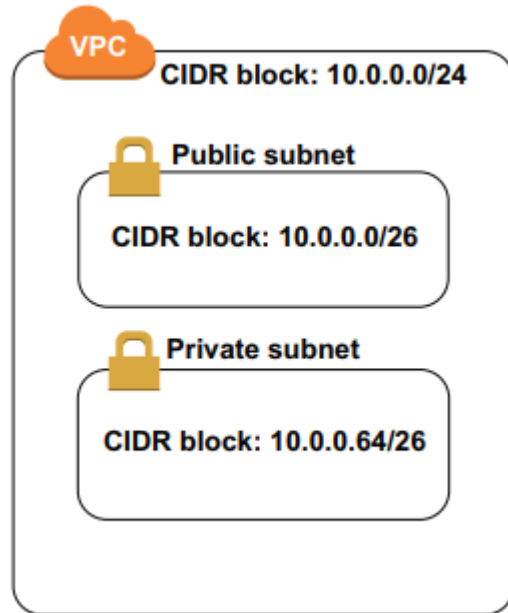 VPC
CIDR block: 10.0.0.0/24
Public subnet
CIDR block: 10.0.0.0/26
Private subnet
CIDR block: 10.0.0.64/26